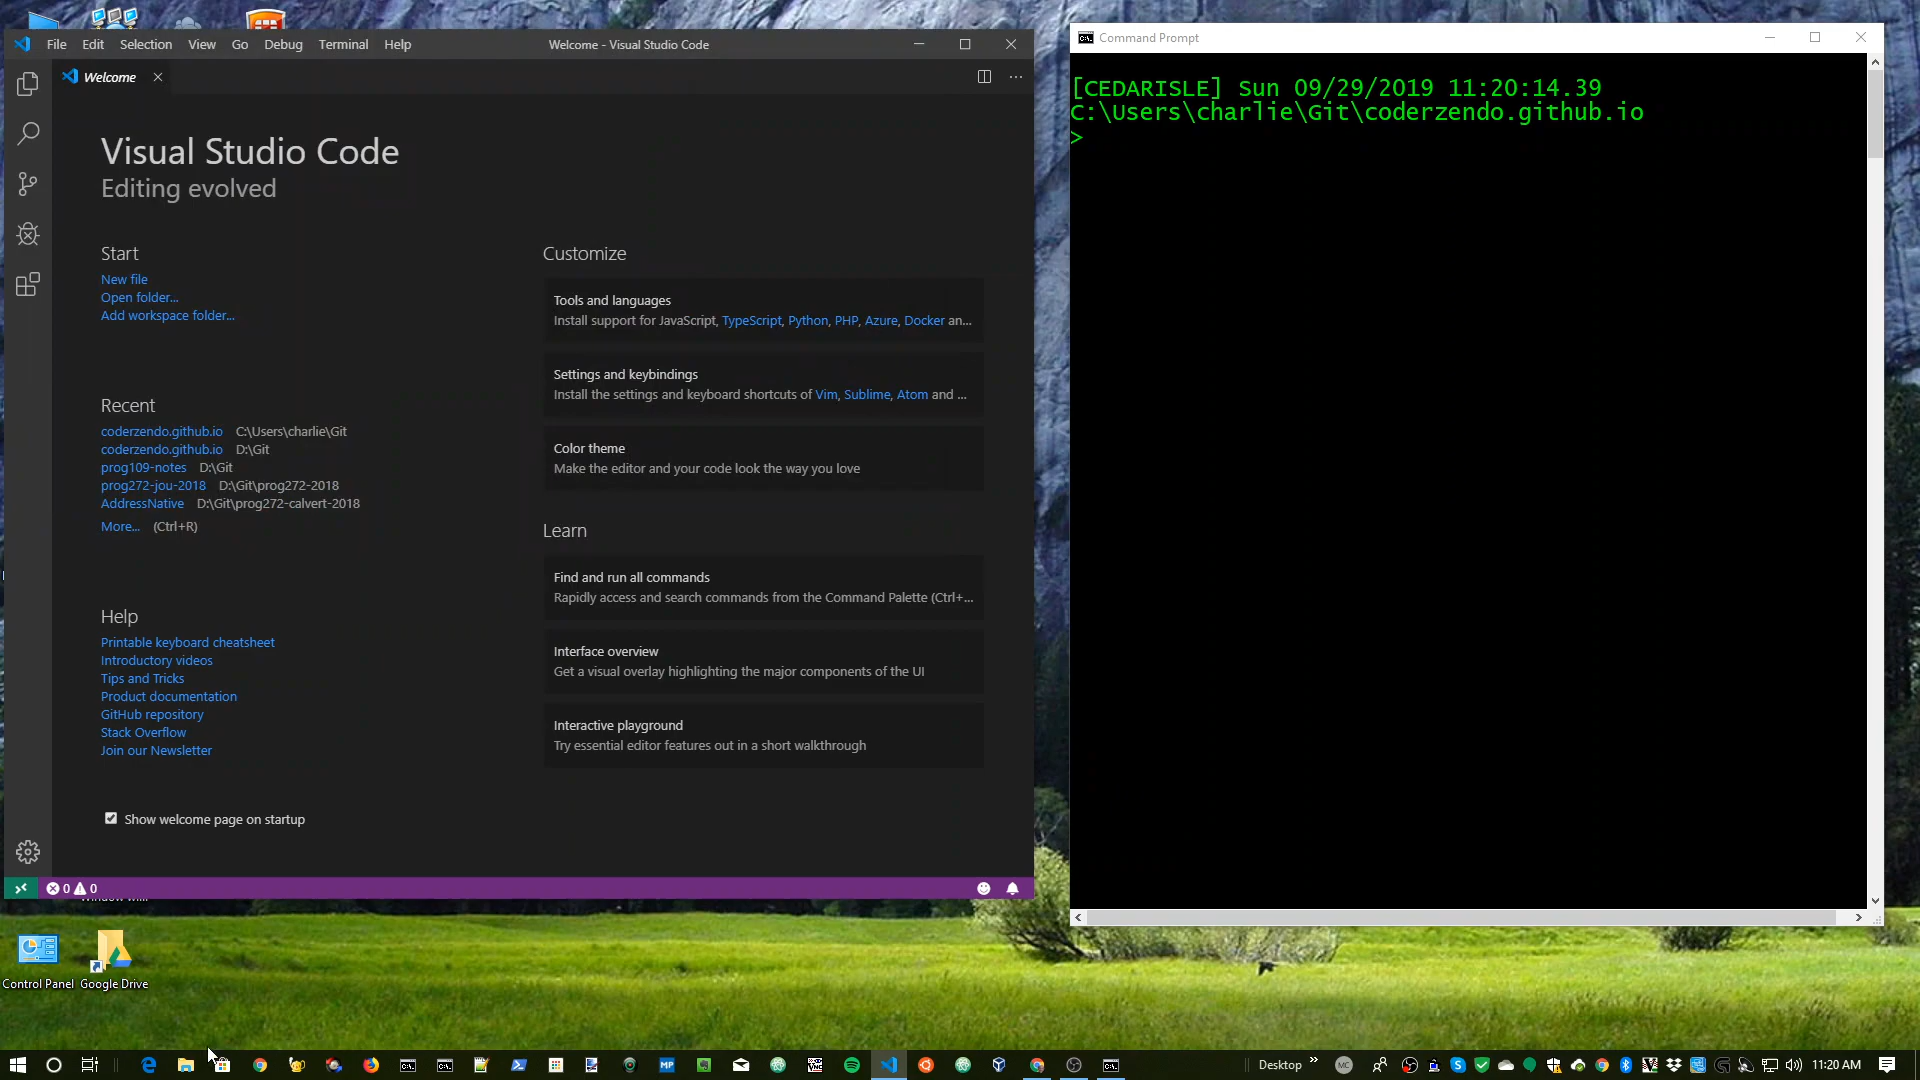 File Edit Selection View Go Debug Terminal Help
Welcome - Visual Studio Code
Welcome
Visual Studio Code
Editing evolved
Start
New file
Open folder...
Add workspace folder...
Recent
coderzendo.github.io C:\Users\charlie\Git
coderzendo.github.io D:\Git
prog109-notes D:\Git
prog272-jou-2018 D:\Git\prog272-2018
AddressNative D:\Git\prog272-calvert-2018
More... (Ctrl+R)
Help
Printable keyboard cheatsheet
Introductory videos
Tips and Tricks
Product documentation
GitHub repository
Stack Overflow
Join our Newsletter
Show welcome page on startup
Customize
Tools and languages
Install support for JavaScript, TypeScript, Python, PHP, Azure, Docker an...
Settings and keybindings
Install the settings and keyboard shortcuts of Vim, Sublime, Atom and ...
Color theme
Make the editor and your code look the way you love
Learn
Find and run all commands
Rapidly access and search commands from the Command Palette (Ctrl+...
Interface overview
Get a visual overlay highlighting the major components of the UI
Interactive playground
Try essential editor features out in a short walkthrough
0 0
Command Prompt
[CEDARISLE] Sun 09/29/2019 11:20:14.39
C:\Users\charlie\Git\coderzendo.github.io
>
Control Panel
Google Drive
MP
Desktop
MC
11:20 AM